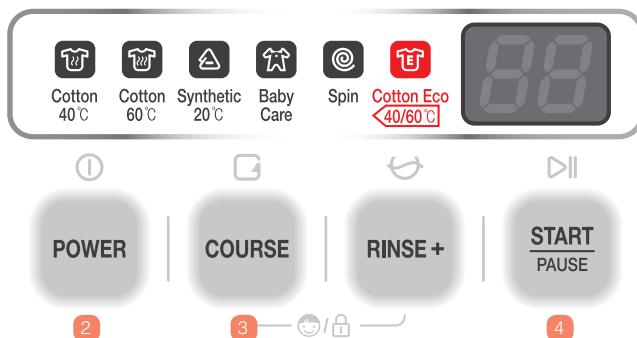 E
Cotton 40℃
Cotton 60℃
Synthetic 20℃
Baby Care
Spin
Cotton Eco 40/60℃
88
POWER
COURSE
RINSE +
START
PAUSE
2
3
/
4